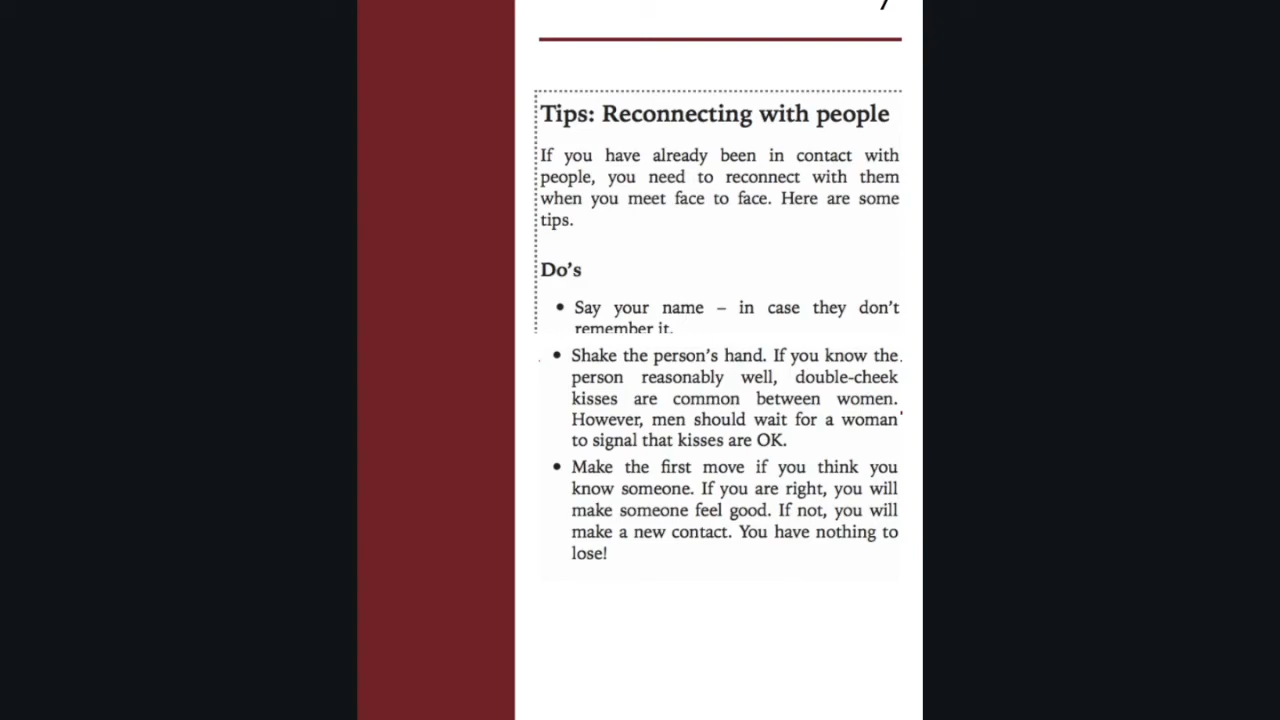 Tips: Reconnecting with people
If you have already been in contact with
people, you need to reconnect with them
when you meet face to face. Here are some
tips.
Do's
• Say your name – in case they don't
remember it.
• Shake the person's hand. If you know the
person reasonably well, double-cheek
kisses are common between women.
However, men should wait for a woman
to signal that kisses are OK.
• Make the first move if you think you
know someone. If you are right, you will
make someone feel good. If not, you will
make a new contact. You have nothing to
lose!